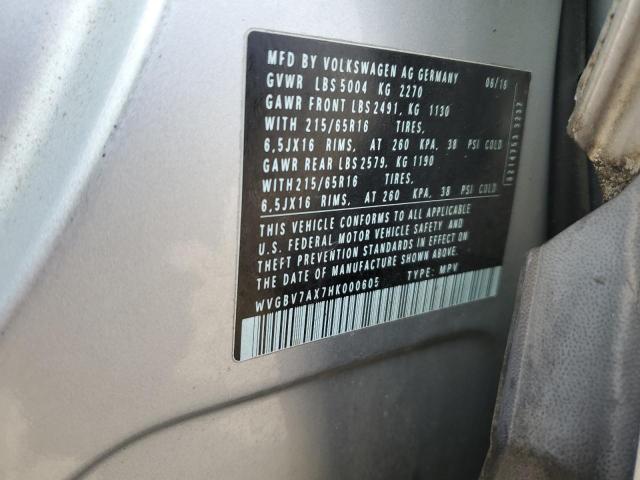 MFD BY VOLKSWAGEN AG GERMANY 06/16
GVWR LBS 5004 KG 2270
GAWR FRONT LBS 2491, KG 1130
WITH 215/65R16 TIRES,
6,5JX16 RIMS, AT 260 KPA, 38 PSI COLD
GAWR REAR LBS 2579, KG 1190
WITH 215/65R16 TIRES,
6,5JX16 RIMS, AT 260 KPA, 38 PSI COLD
THIS VEHICLE CONFORMS TO ALL APPLICABLE
U.S. FEDERAL MOTOR VEHICLE SAFETY AND
THEFT PREVENTION STANDARDS IN EFFECT ON
THE DATE OF MANUFACTURE SHOWN ABOVE.
WVGBV7AX7HK000605 TYPE: MPV